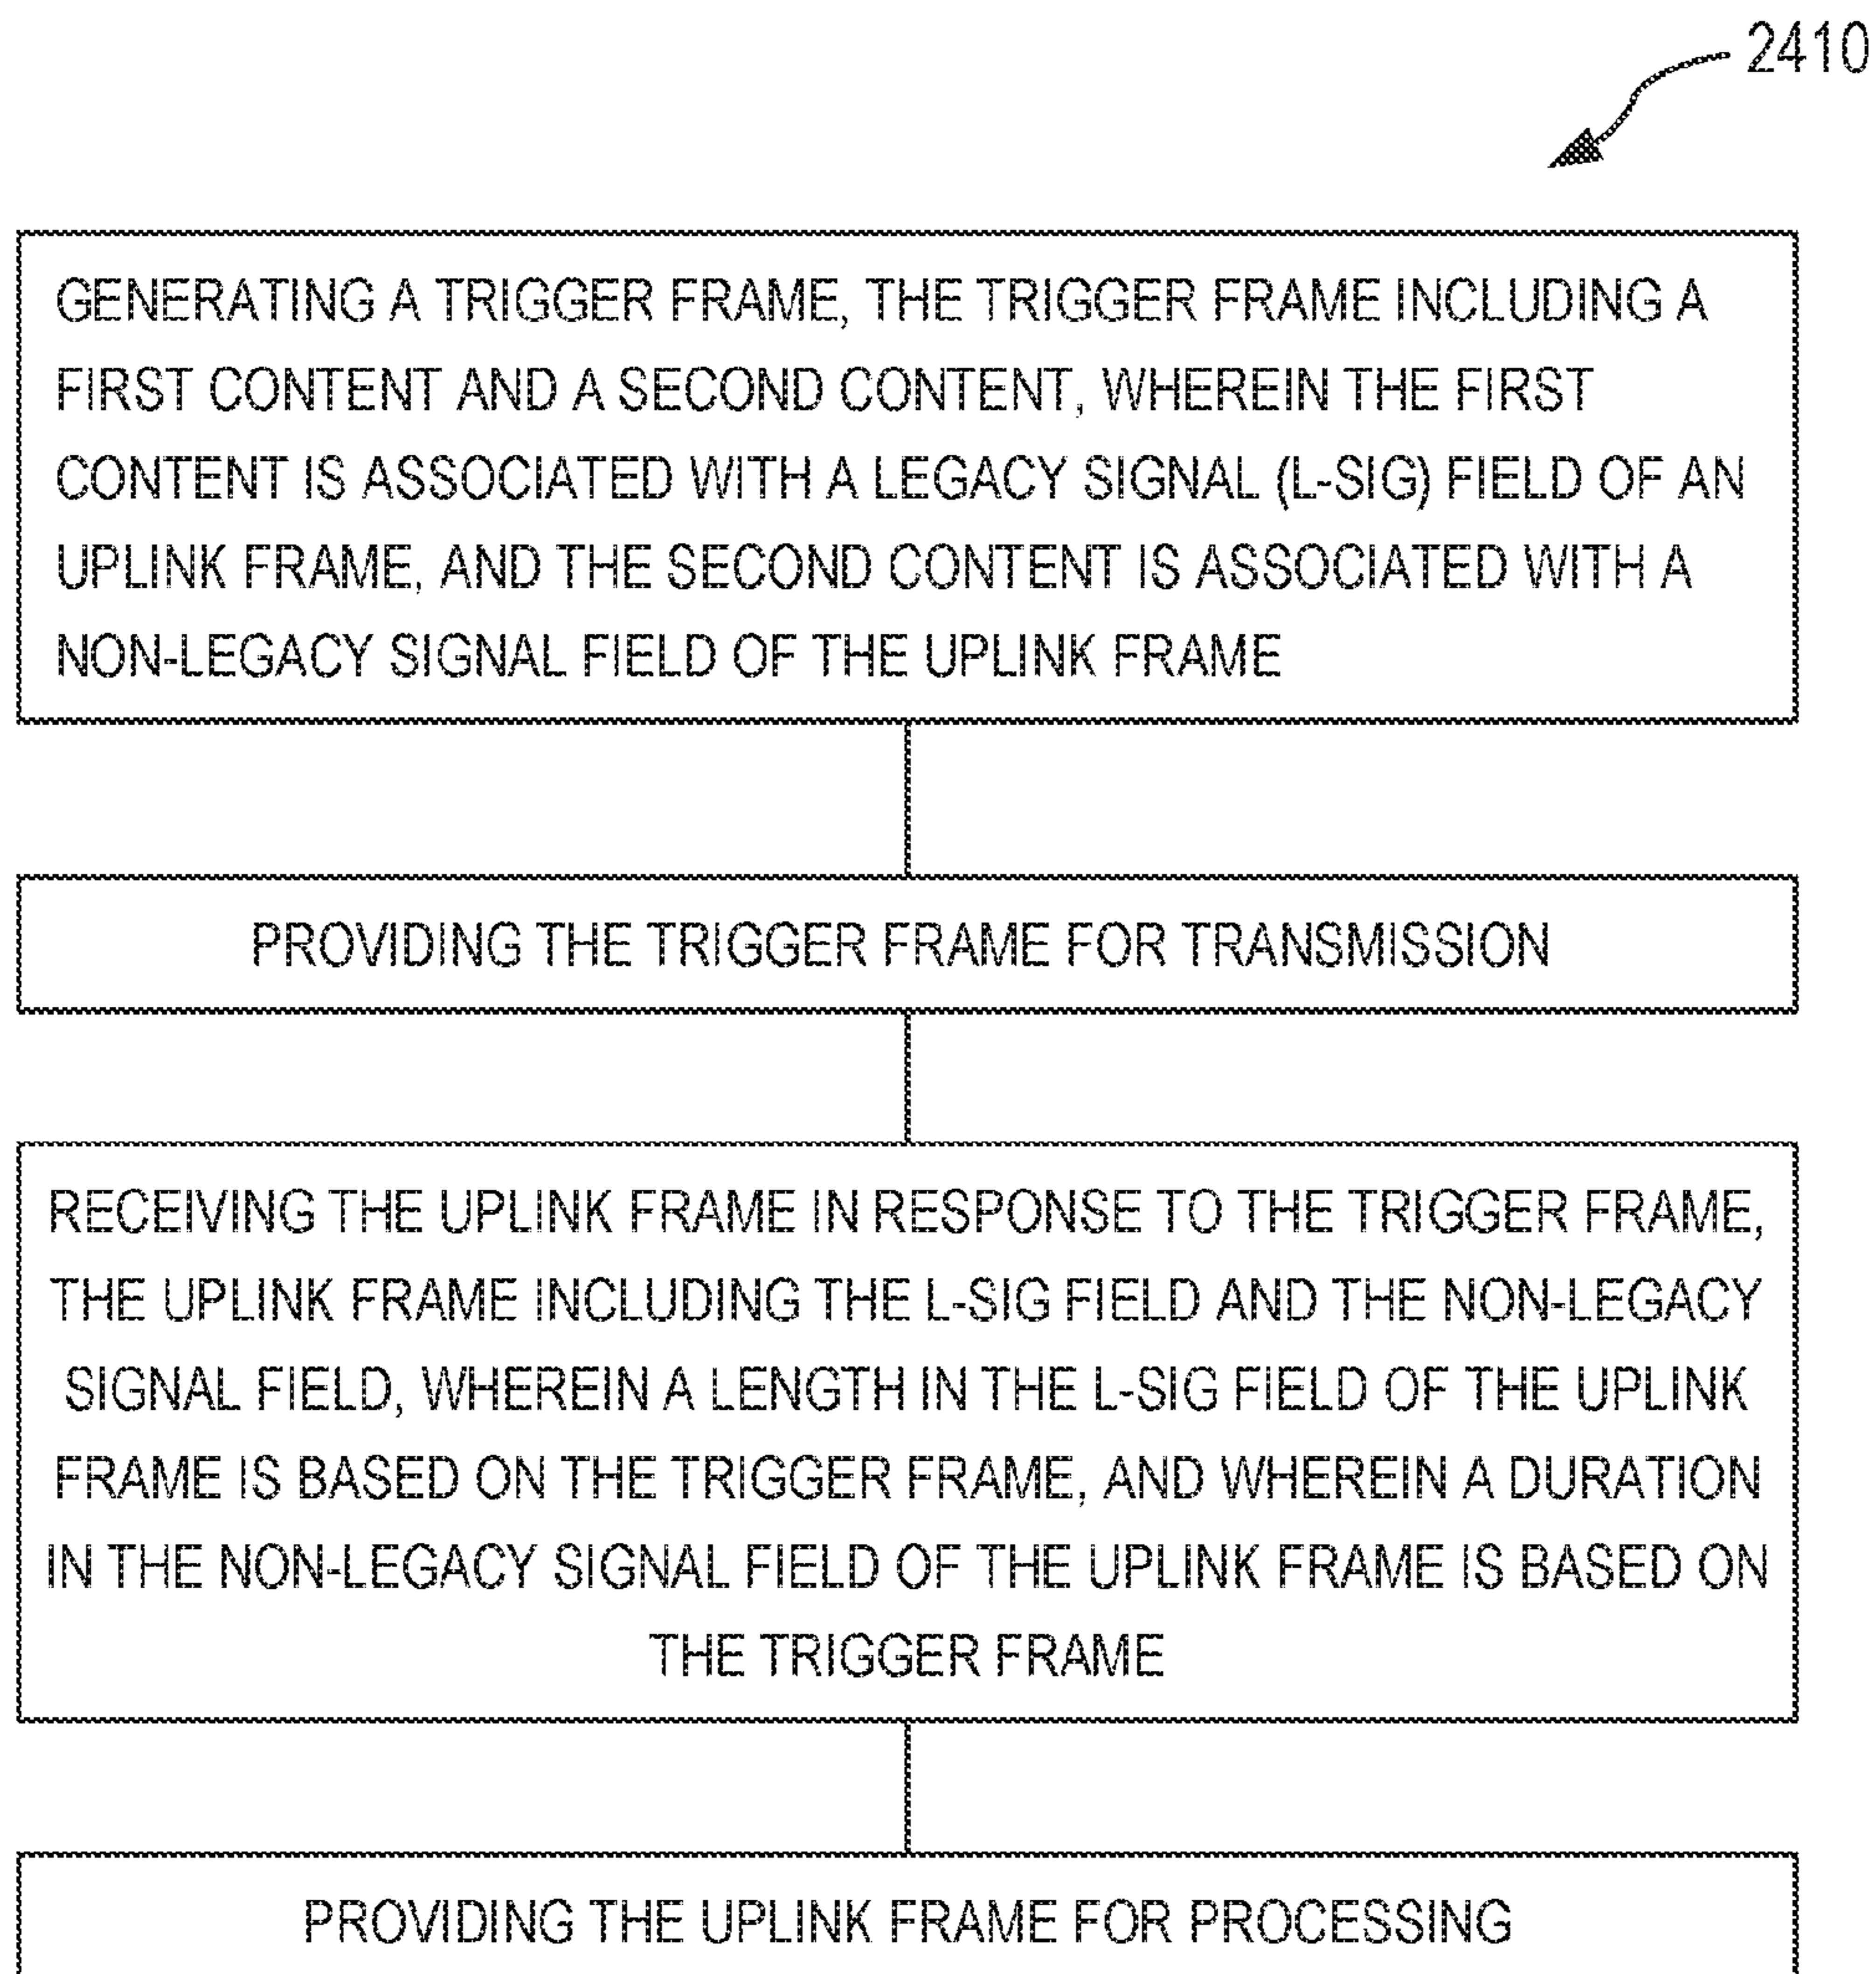 2410
GENERATING A TRIGGER FRAME, THE TRIGGER FRAME INCLUDING A
FIRST CONTENT AND A SECOND CONTENT, WHEREIN THE FIRST
CONTENT IS ASSOCIATED WITH A LEGACY SIGNAL (L-SIG) FIELD OF AN
UPLINK FRAME, AND THE SECOND CONTENT IS ASSOCIATED WITH A
NON-LEGACY SIGNAL FIELD OF THE UPLINK FRAME
PROVIDING THE TRIGGER FRAME FOR TRANSMISSION
RECEIVING THE UPLINK FRAME IN RESPONSE TO THE TRIGGER FRAME,
THE UPLINK FRAME INCLUDING THE L-SIG FIELD AND THE NON-LEGACY
SIGNAL FIELD, WHEREIN A LENGTH IN THE L-SIG FIELD OF THE UPLINK
FRAME IS BASED ON THE TRIGGER FRAME, AND WHEREIN A DURATION
IN THE NON-LEGACY SIGNAL FIELD OF THE UPLINK FRAME IS BASED ON
THE TRIGGER FRAME
PROVIDING THE UPLINK FRAME FOR PROCESSING